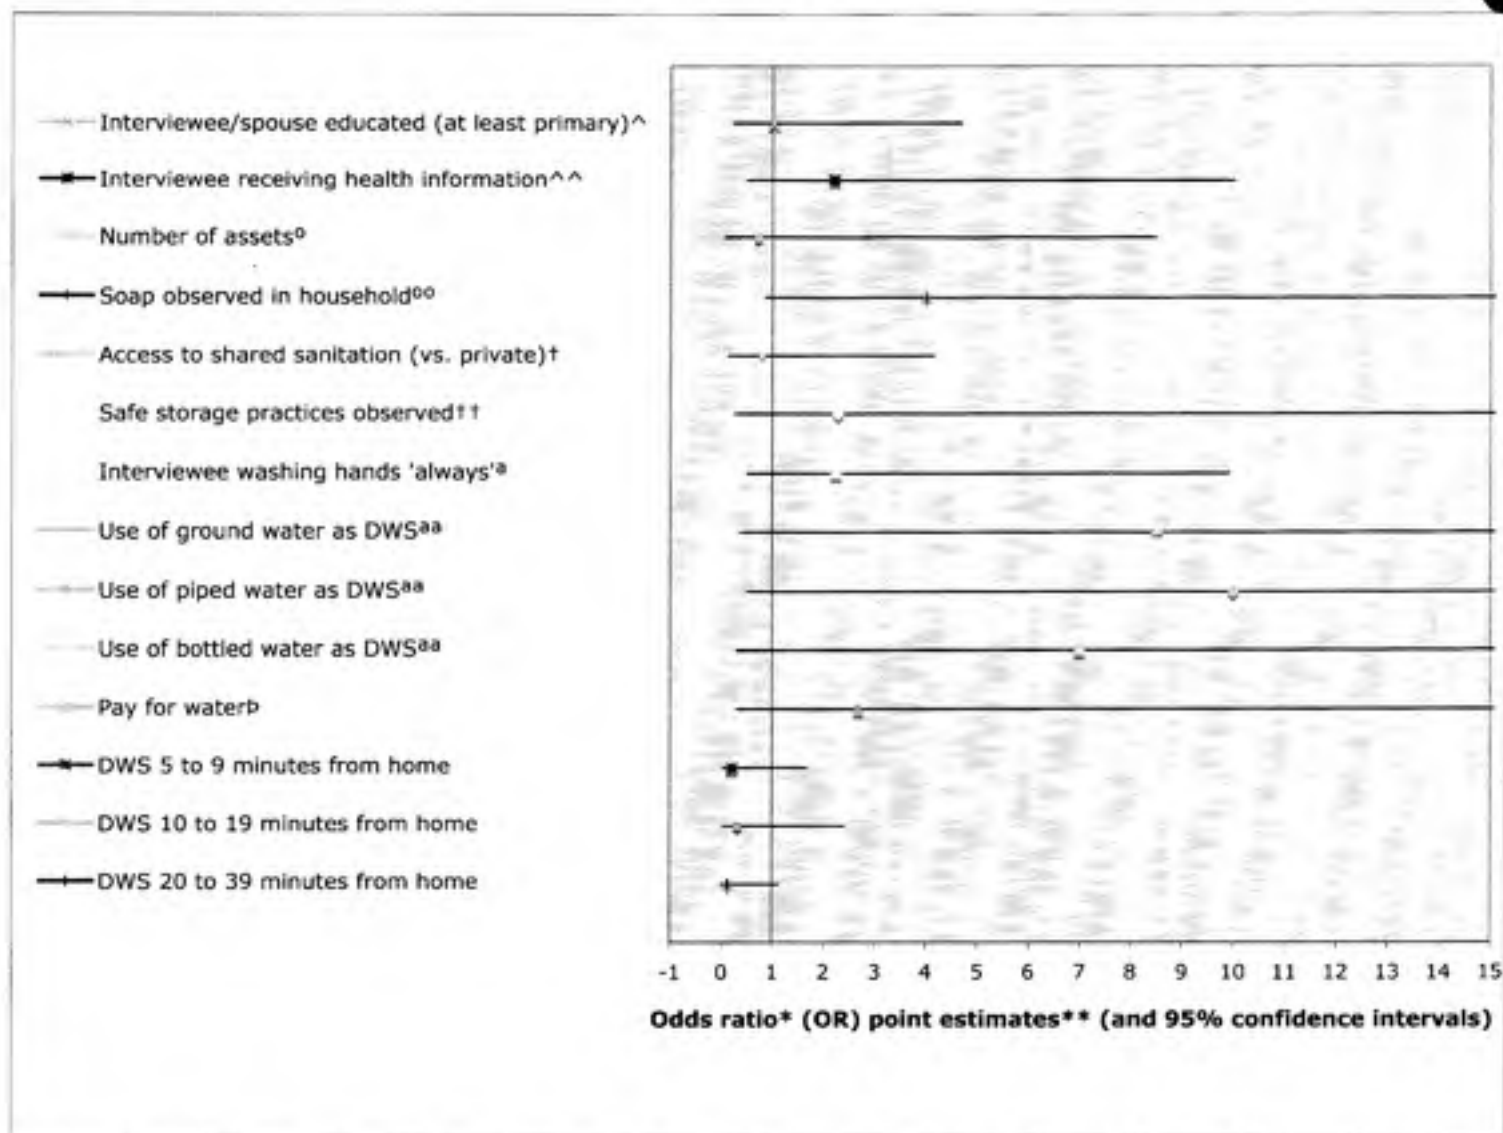 Interviewee/spouse educated (at least primary)^
Interviewee receiving health information^^
Number of assetsº
Soap observed in householdºº
Access to shared sanitation (vs. private)†
Safe storage practices observed††
Interviewee washing hands 'always'ª
Use of ground water as DWSªª
Use of piped water as DWSªª
Use of bottled water as DWSªª
Pay for waterÞ
DWS 5 to 9 minutes from home
DWS 10 to 19 minutes from home
DWS 20 to 39 minutes from home
-1 0 1 2 3 4 5 6 7 8 9 10 11 12 13 14 15
Odds ratio* (OR) point estimates** (and 95% confidence intervals)